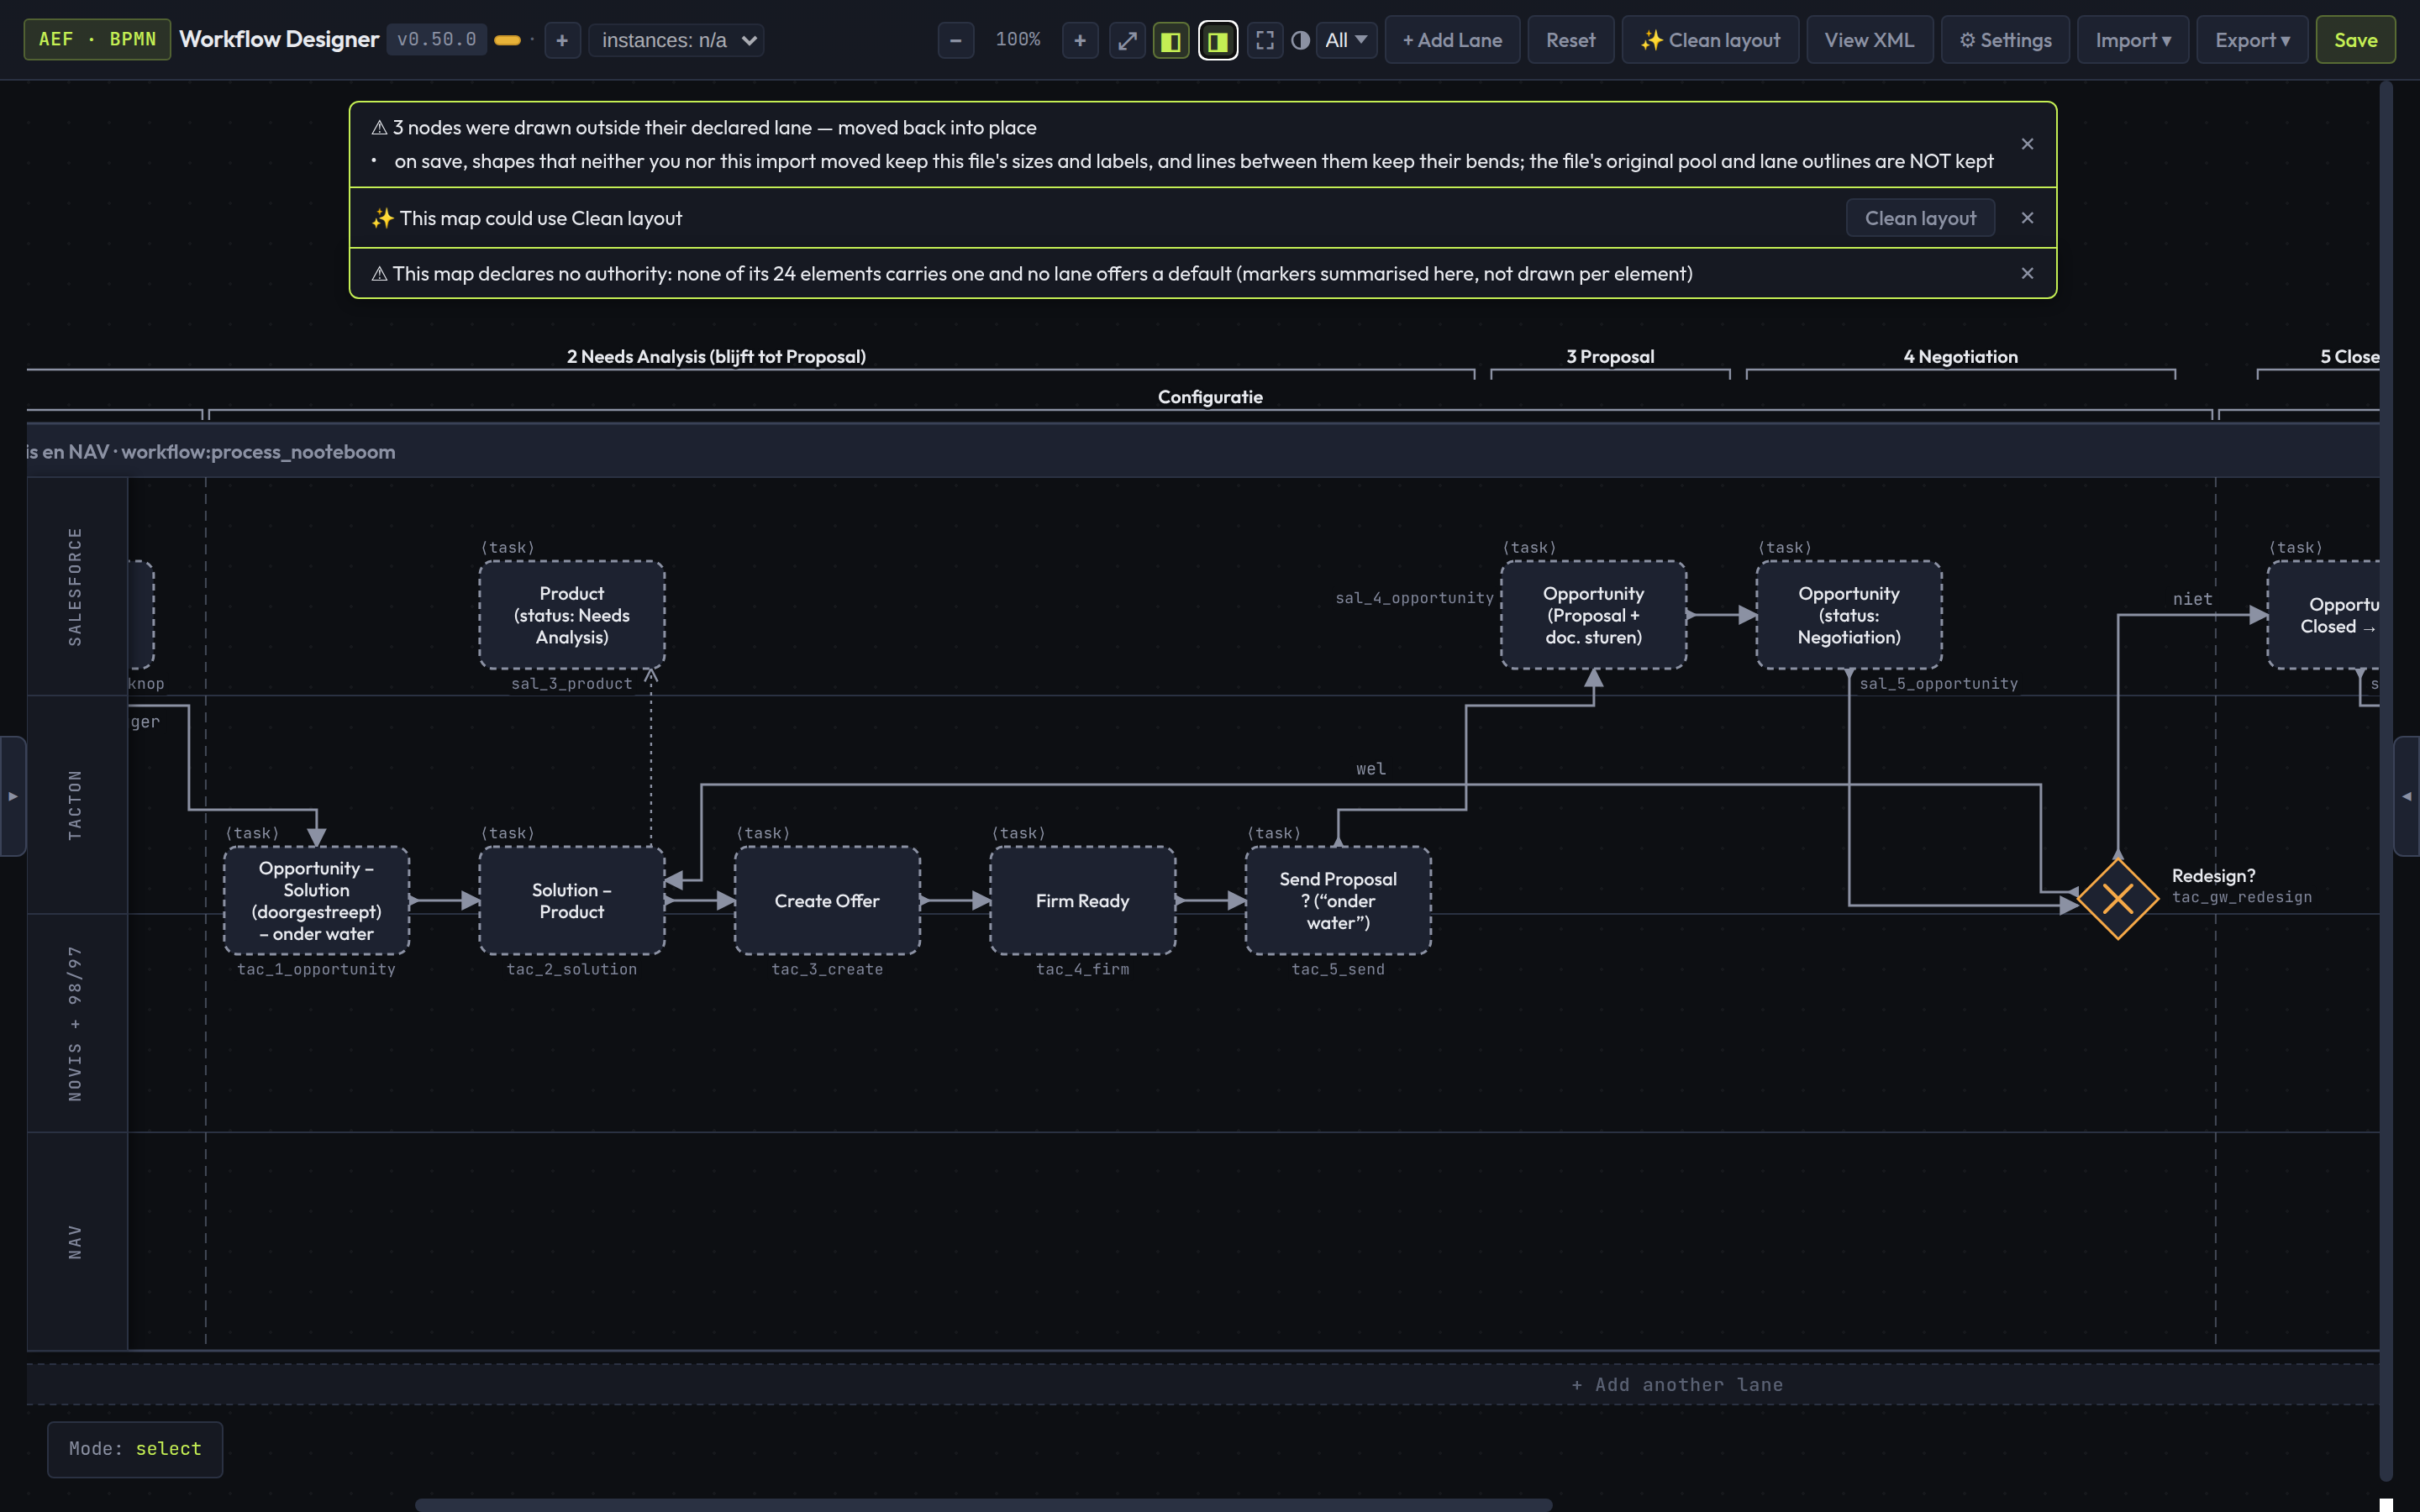 AEF · BPMN Workflow Designer v0.50.0 · + instances: n/a − 100% + All + Add Lane Reset ✨ Clean layout View XML ⚙ Settings Import ▾ Export ▾ Save
⚠ 3 nodes were drawn outside their declared lane — moved back into place
• on save, shapes that neither you nor this import moved keep this file's sizes and labels, and lines between them keep their bends; the file's original pool and lane outlines are NOT kept
✨ This map could use Clean layout
Clean layout
⚠ This map declares no authority: none of its 24 elements carries one and no lane offers a default (markers summarised here, not drawn per element)
2 Needs Analysis (blijft tot Proposal)
3 Proposal
4 Negotiation
5 Close
Configuratie
is en NAV · workflow:process_nooteboom
SALESFORCE
⟨task⟩
Product
(status: Needs
Analysis)
sal_3_product
⟨task⟩
sal_4_opportunity
Opportunity
(Proposal +
doc. sturen)
⟨task⟩
Opportunity
(status:
Negotiation)
sal_5_opportunity
niet
⟨task⟩
Opportu
Closed →
s
knop
TACTON
ger
wel
⟨task⟩
Opportunity –
Solution
(doorgestreept)
– onder water
tac_1_opportunity
⟨task⟩
Solution –
Product
tac_2_solution
⟨task⟩
Create Offer
tac_3_create
⟨task⟩
Firm Ready
tac_4_firm
⟨task⟩
Send Proposal
? (“onder
water”)
tac_5_send
Redesign?
tac_gw_redesign
NOVIS + 98/97
NAV
+ Add another lane
Mode: select